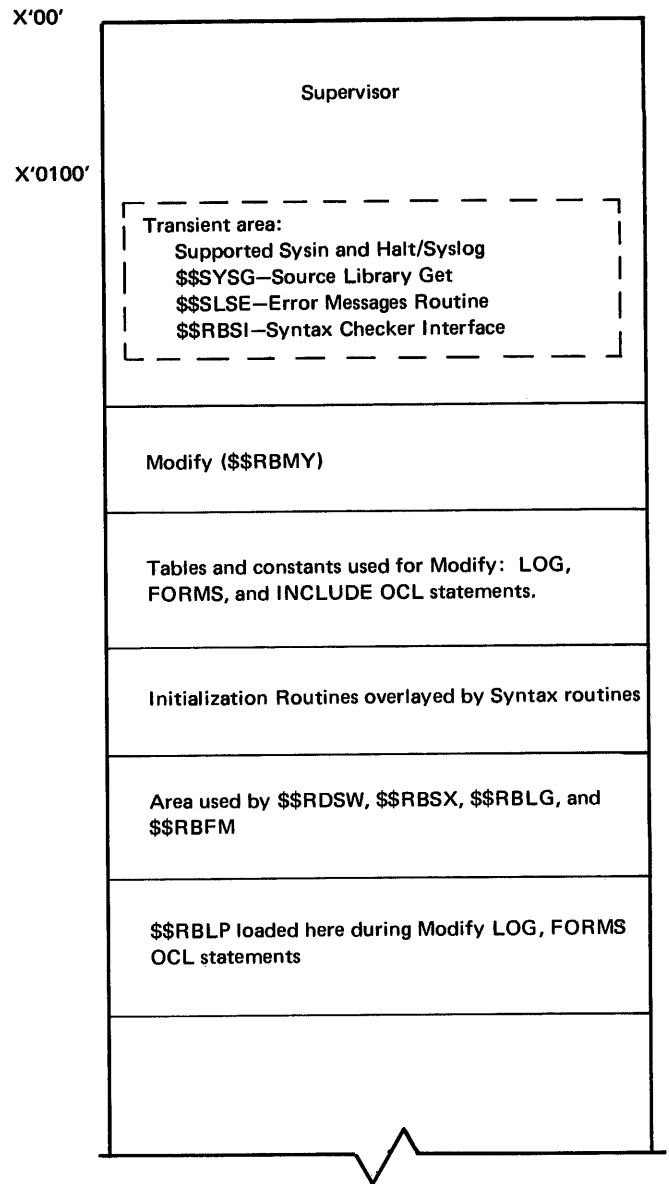 X'00'
Supervisor
X'0100'
Transient area:
Supported Sysin and Halt/Syslog
$$SYSG—Source Library Get
$$SLSE—Error Messages Routine
$$RBSI—Syntax Checker Interface
Modify ($$RBMY)
Tables and constants used for Modify: LOG,
FORMS, and INCLUDE OCL statements.
Initialization Routines overlayed by Syntax routines
Area used by $$RDSW, $$RBSX, $$RBLG, and
$$RBFM
$$RBLP loaded here during Modify LOG, FORMS
OCL statements